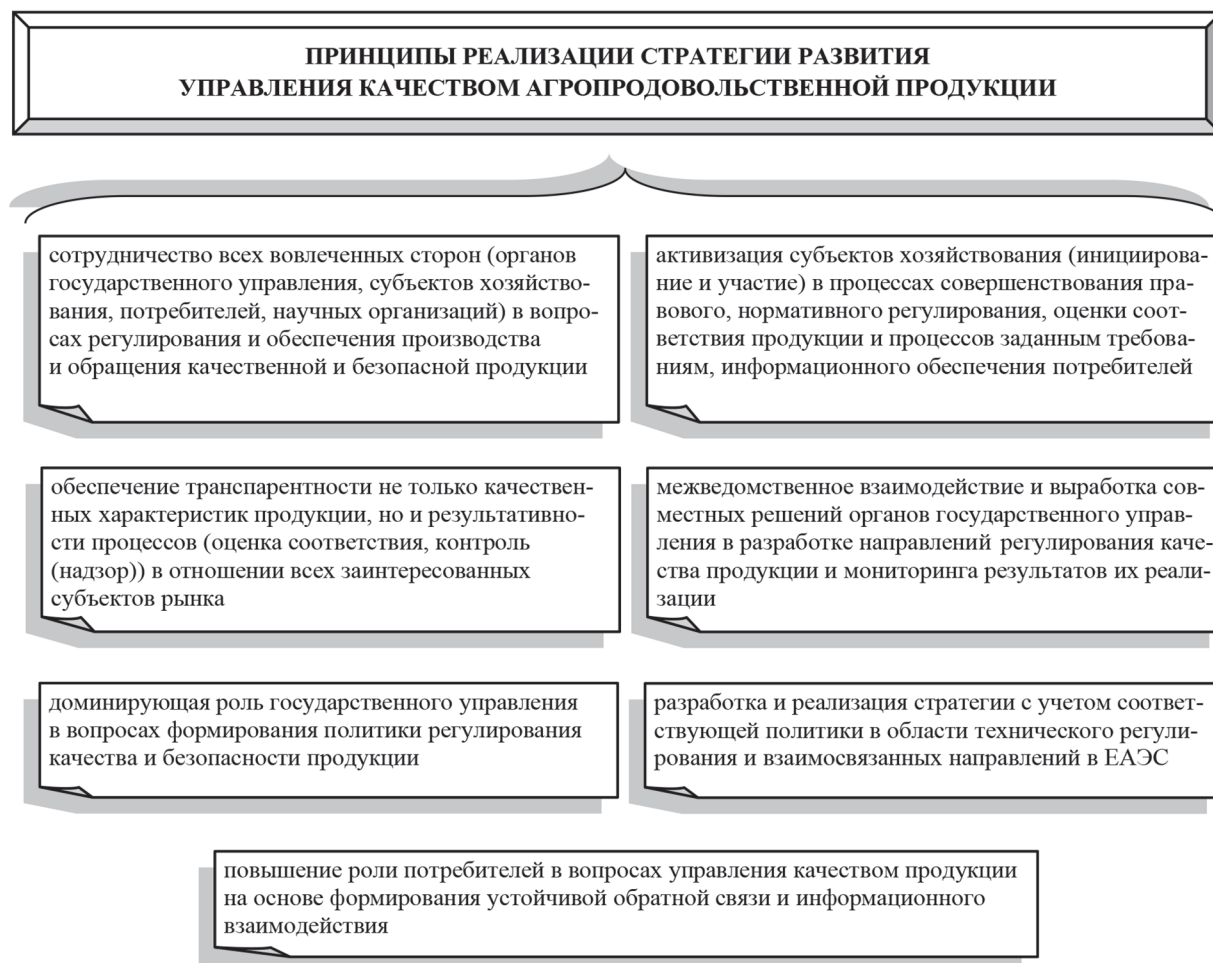 ПРИНЦИПЫ РЕАЛИЗАЦИИ СТРАТЕГИИ РАЗВИТИЯ
УПРАВЛЕНИЯ КАЧЕСТВОМ АГРОПРОДОВОЛЬСТВЕННОЙ ПРОДУКЦИИ
сотрудничество всех вовлеченных сторон (органов
государственного управления, субъектов хозяйство-
вания, потребителей, научных организаций) в вопро-
сах регулирования и обеспечения производства
и обращения качественной и безопасной продукции
активизация субъектов хозяйствования (инициирова-
ние и участие) в процессах совершенствования пра-
вового, нормативного регулирования, оценки соот-
ветствия продукции и процессов заданным требова-
ниям, информационного обеспечения потребителей
обеспечение транспарентности не только качествен-
ных характеристик продукции, но и результативно-
сти процессов (оценка соответствия, контроль
(надзор)) в отношении всех заинтересованных
субъектов рынка
межведомственное взаимодействие и выработка сов-
местных решений органов государственного управ-
ления в разработке направлений регулирования каче-
ства продукции и мониторинга результатов их реали-
зации
доминирующая роль государственного управления
в вопросах формирования политики регулирования
качества и безопасности продукции
разработка и реализация стратегии с учетом соответ-
ствующей политики в области технического регули-
рования и взаимосвязанных направлений в ЕАЭС
повышение роли потребителей в вопросах управления качеством продукции
на основе формирования устойчивой обратной связи и информационного
взаимодействия